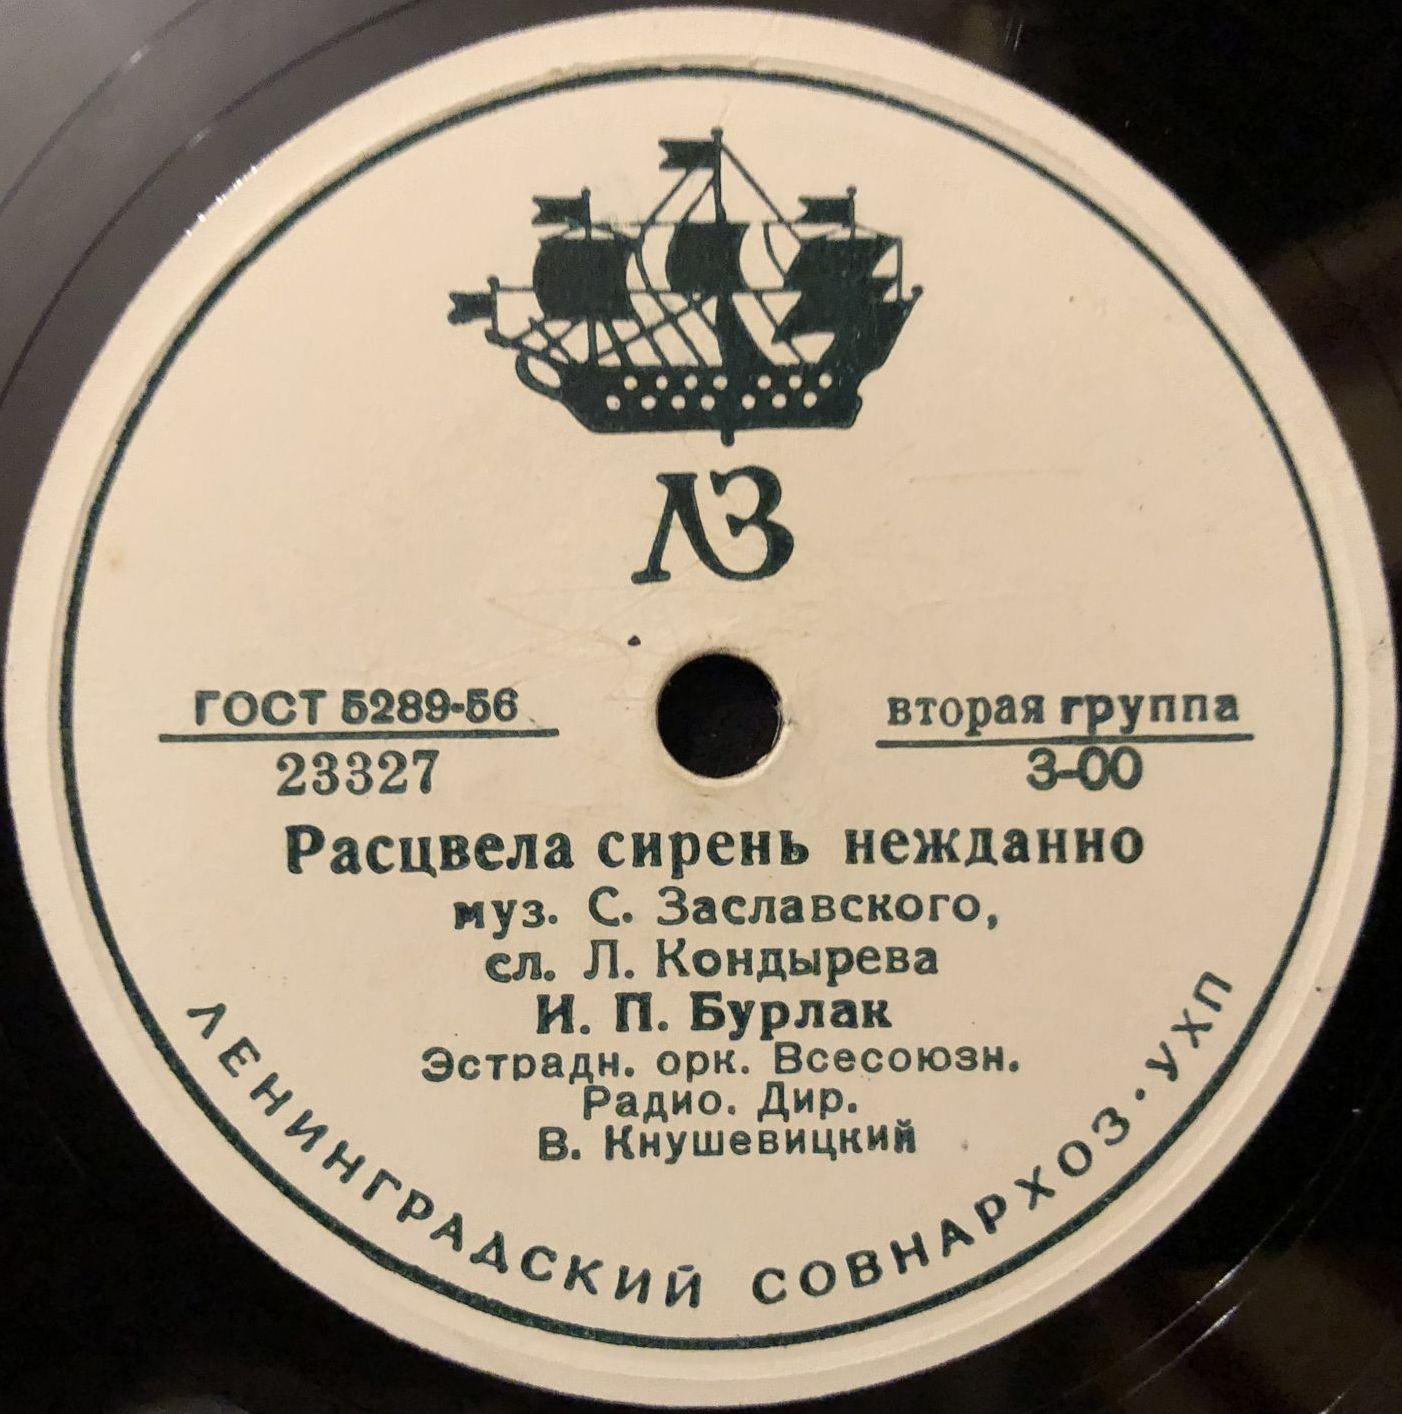 ЛЗ
ГОСТ 5289-56
23327
вторая группа
3-00
Расцвела сирень нежданно
муз. С. Заславского,
сл. Л. Кондырева
И. П. Бурлак
Эстрадн. орк. Всесоюзн.
Радио. Дир.
В. Кнушевицкий
ЛЕНИНГРАДСКИЙ СОВНАРХОЗ · УХП